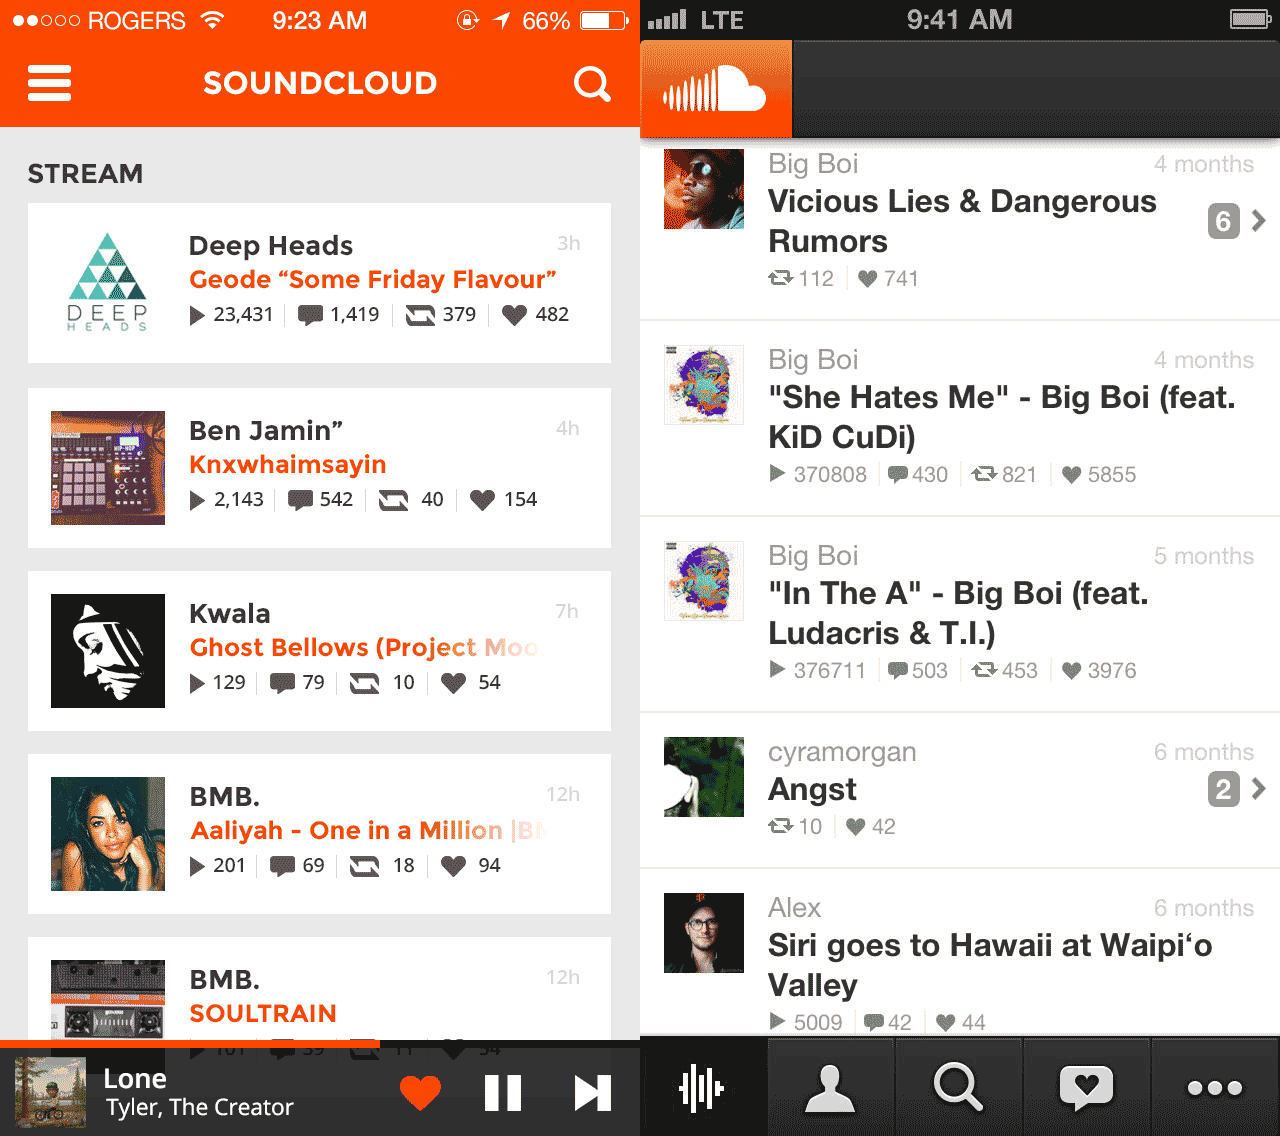 ROGERS 9:23 AM 66%
SOUNDCLOUD
STREAM
DEEP
HEADS
Deep Heads 3h
Geode “Some Friday Flavour”
23,431 1,419 379 482
Ben Jamin” 4h
Knxwhaimsayin
2,143 542 40 154
Kwala 7h
Ghost Bellows (Project Moo
129 79 10 54
BMB. 12h
Aaliyah - One in a Million |BM
201 69 18 94
BMB. 12h
SOULTRAIN
101 39 11 54
Lone
Tyler, The Creator
LTE 9:41 AM
Big Boi 4 months
Vicious Lies & Dangerous
Rumors
6
112 741
Big Boi 4 months
"She Hates Me" - Big Boi (feat.
KiD CuDi)
370808 430 821 5855
Big Boi 5 months
"In The A" - Big Boi (feat.
Ludacris & T.I.)
376711 503 453 3976
cyramorgan 6 months
Angst
2
10 42
Alex 6 months
Siri goes to Hawaii at Waipi‘o
Valley
5009 42 44